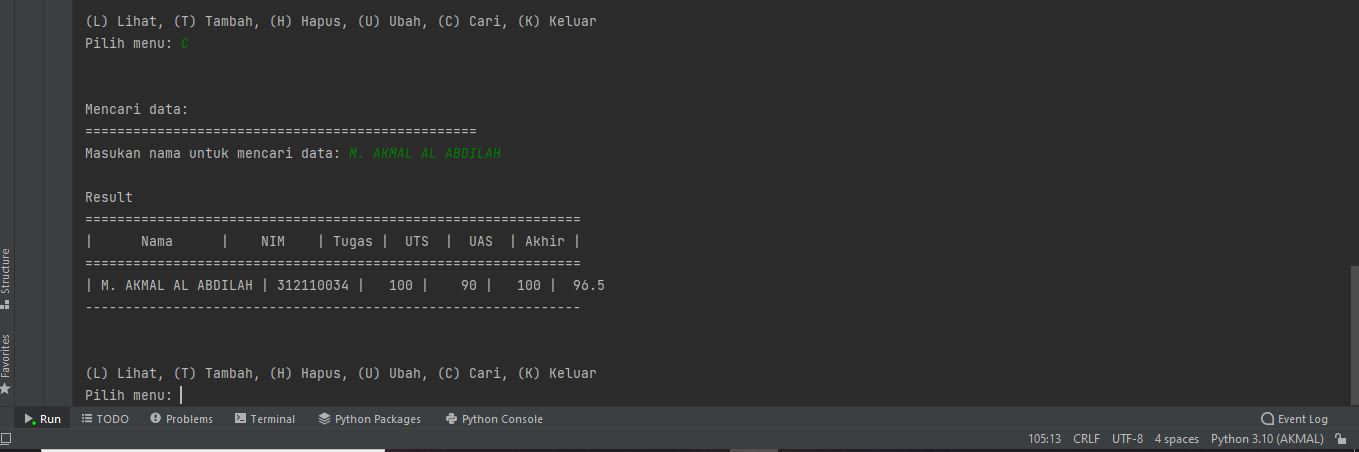 (L) Lihat, (T) Tambah, (H) Hapus, (U) Ubah, (C) Cari, (K) Keluar
Pilih menu: C
Mencari data:
=================================================
Masukan nama untuk mencari data: M. AKMAL AL ABDILAH
Result
==============================================================
|      Nama      |    NIM    | Tugas |  UTS  |  UAS  | Akhir |
==============================================================
| M. AKMAL AL ABDILAH | 312110034 |   100 |    90 |   100 |  96.5
--------------------------------------------------------------
(L) Lihat, (T) Tambah, (H) Hapus, (U) Ubah, (C) Cari, (K) Keluar
Pilih menu:
Structure
Favorites
Run TODO Problems Terminal Python Packages Python Console Event Log
105:13 CRLF UTF-8 4 spaces Python 3.10 (AKMAL)